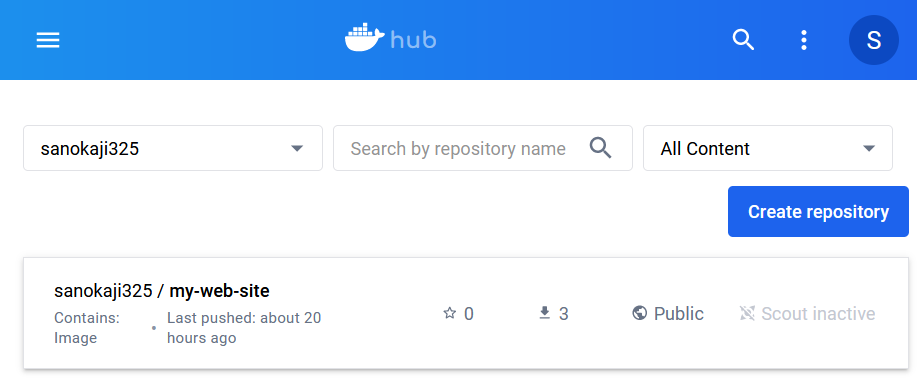 hub
S
sanokaji325
Search by repository name
All Content
Create repository
sanokaji325 / my-web-site
Contains:
Image
•
Last pushed: about 20
hours ago
0
3
Public
Scout inactive